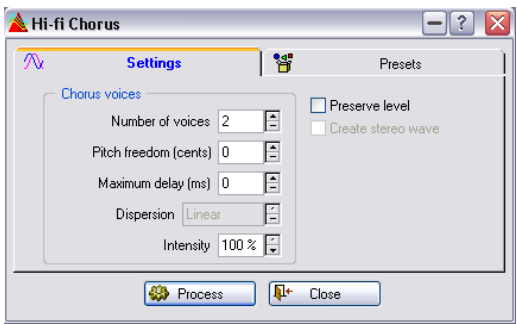 Hi-fi Chorus
Settings
Presets
Chorus voices
Number of voices 2
Pitch freedom (cents) 0
Maximum delay (ms) 0
Dispersion Linear
Intensity 100 %
Preserve level
Create stereo wave
Process
Close